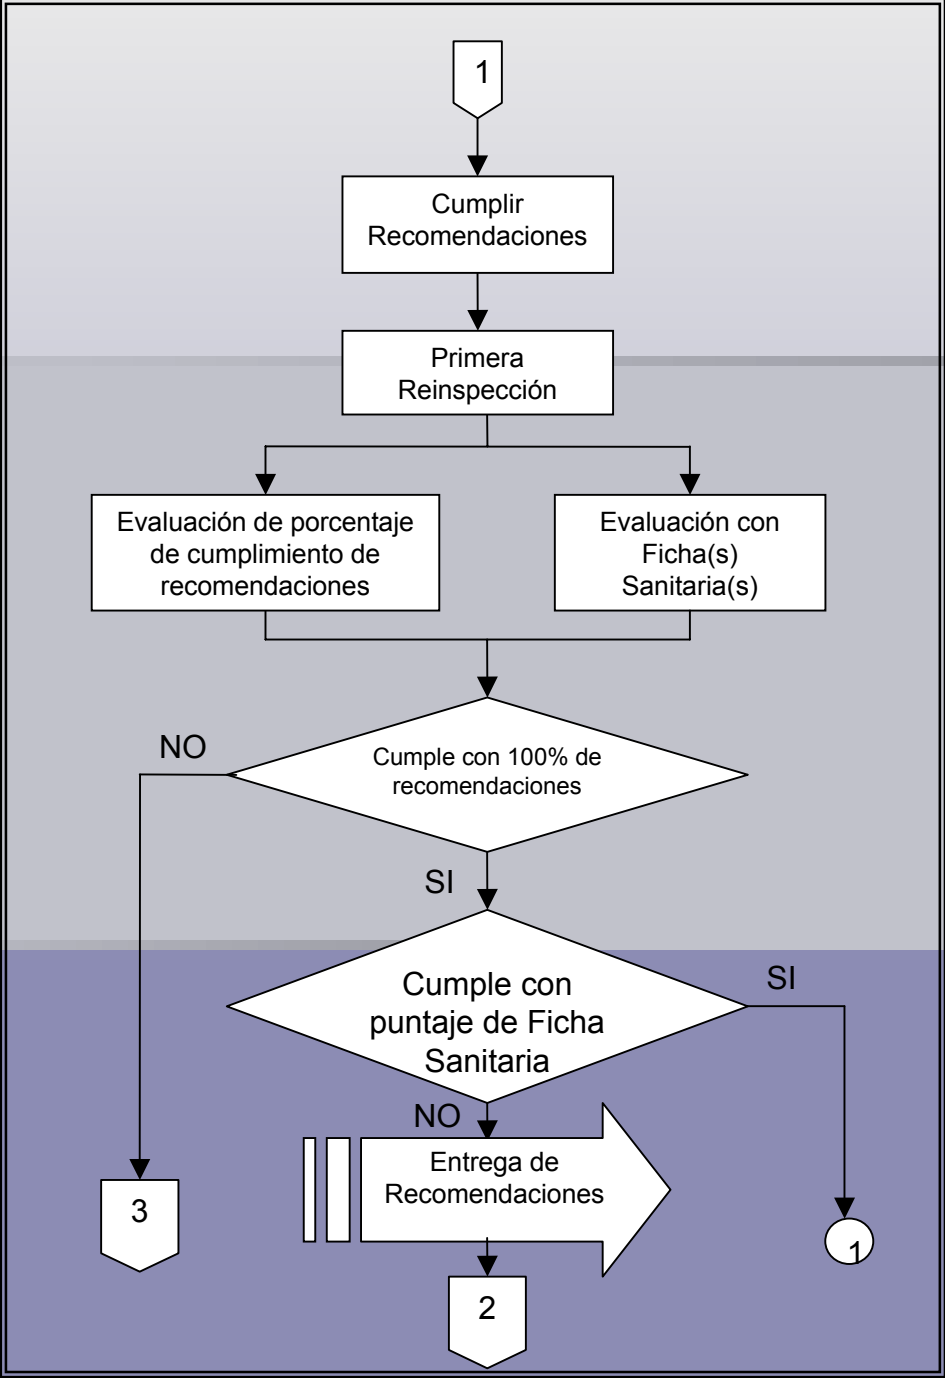 1
Cumplir
Recomendaciones
Primera
Reinspección
Evaluación de porcentaje
de cumplimiento de
recomendaciones
Evaluación con
Ficha(s)
Sanitaria(s)
NO
Cumple con 100% de
recomendaciones
SI
Cumple con
puntaje de Ficha
Sanitaria
SI
NO
Entrega de
Recomendaciones
3
1
2